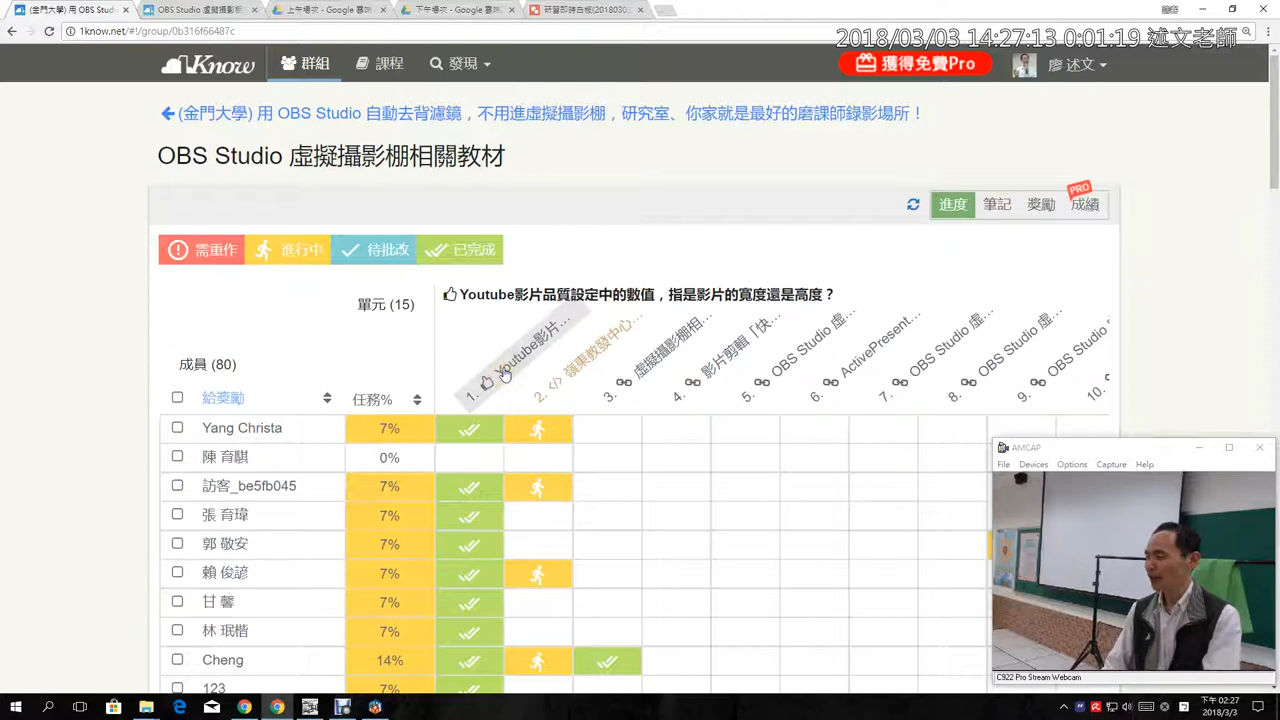 (金門大學) 用 OBS Studi
OBS Studio 虛擬攝影棚
上午場次 - Google 雲端
下午場次 - Google 雲端
研習即時白板(2018030
1know.net/#!/group/0b316f66487c
2018/03/03 14:27:13 0:01:19 述文老師
1Know
群組
課程
發現
獲得免費Pro
廖 述文
(金門大學) 用 OBS Studio 自動去背濾鏡，不用進虛擬攝影棚，研究室、你家就是最好的磨課師錄影場所！
OBS Studio 虛擬攝影棚相關教材
PRO
進度
筆記
獎勵
成績
需重作
進行中
待批改
已完成
單元 (15)
Youtube影片品質設定中的數值，指是影片的寬度還是高度？
成員 (80)
1. Youtube影片...
2. </> 嶺東教發中心...
3. 虛擬攝影棚相...
4. 影片剪輯「快...
5. OBS Studio 虛...
6. ActivePresent...
7. OBS Studio 虛...
8. OBS Studio 虛...
9. OBS Studio
10.
給獎勵
任務%
Yang Christa 7%
陳 育騏 0%
訪客_be5fb045 7%
張 育瑋 7%
郭 敬安 7%
賴 俊諺 7%
甘 馨 7%
林 珉楷 7%
Cheng 14%
123 7%
AMCAP
File Devices Options Capture Help
C922 Pro Stream Webcam
下午 02:27
2018/3/3